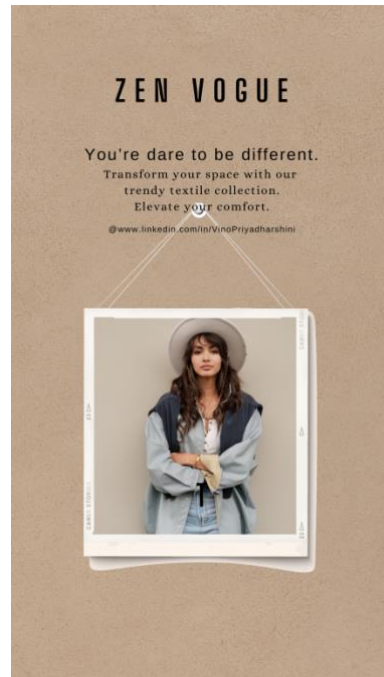 ZEN VOGUE
You're dare to be different.
Transform your space with our
trendy textile collection.
Elevate your comfort.
@www.linkedin.com/in/VinoPriyadharshini